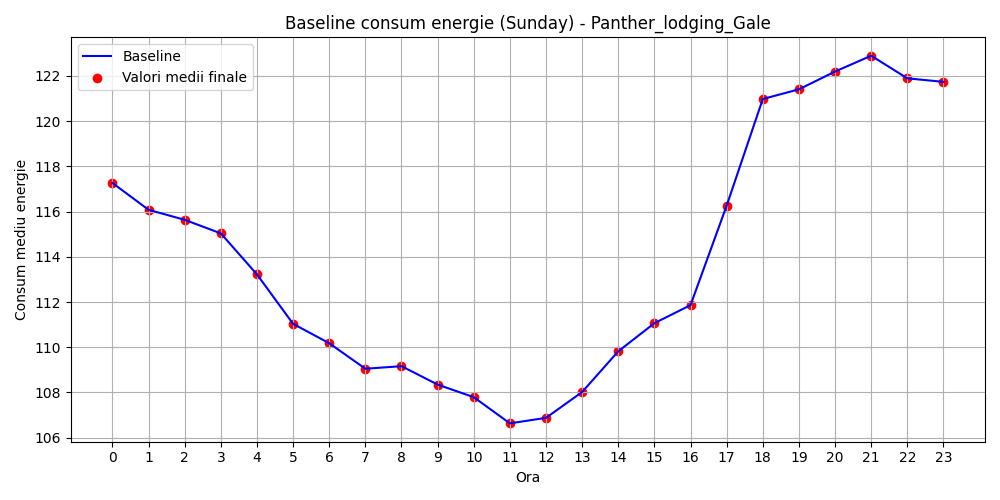 Baseline consum energie (Sunday) - Panther_lodging_Gale
Baseline
Valori medii finale
Consum mediu energie
122
120
118
116
114
112
110
108
106
0 1 2 3 4 5 6 7 8 9 10 11 12 13 14 15 16 17 18 19 20 21 22 23
Ora